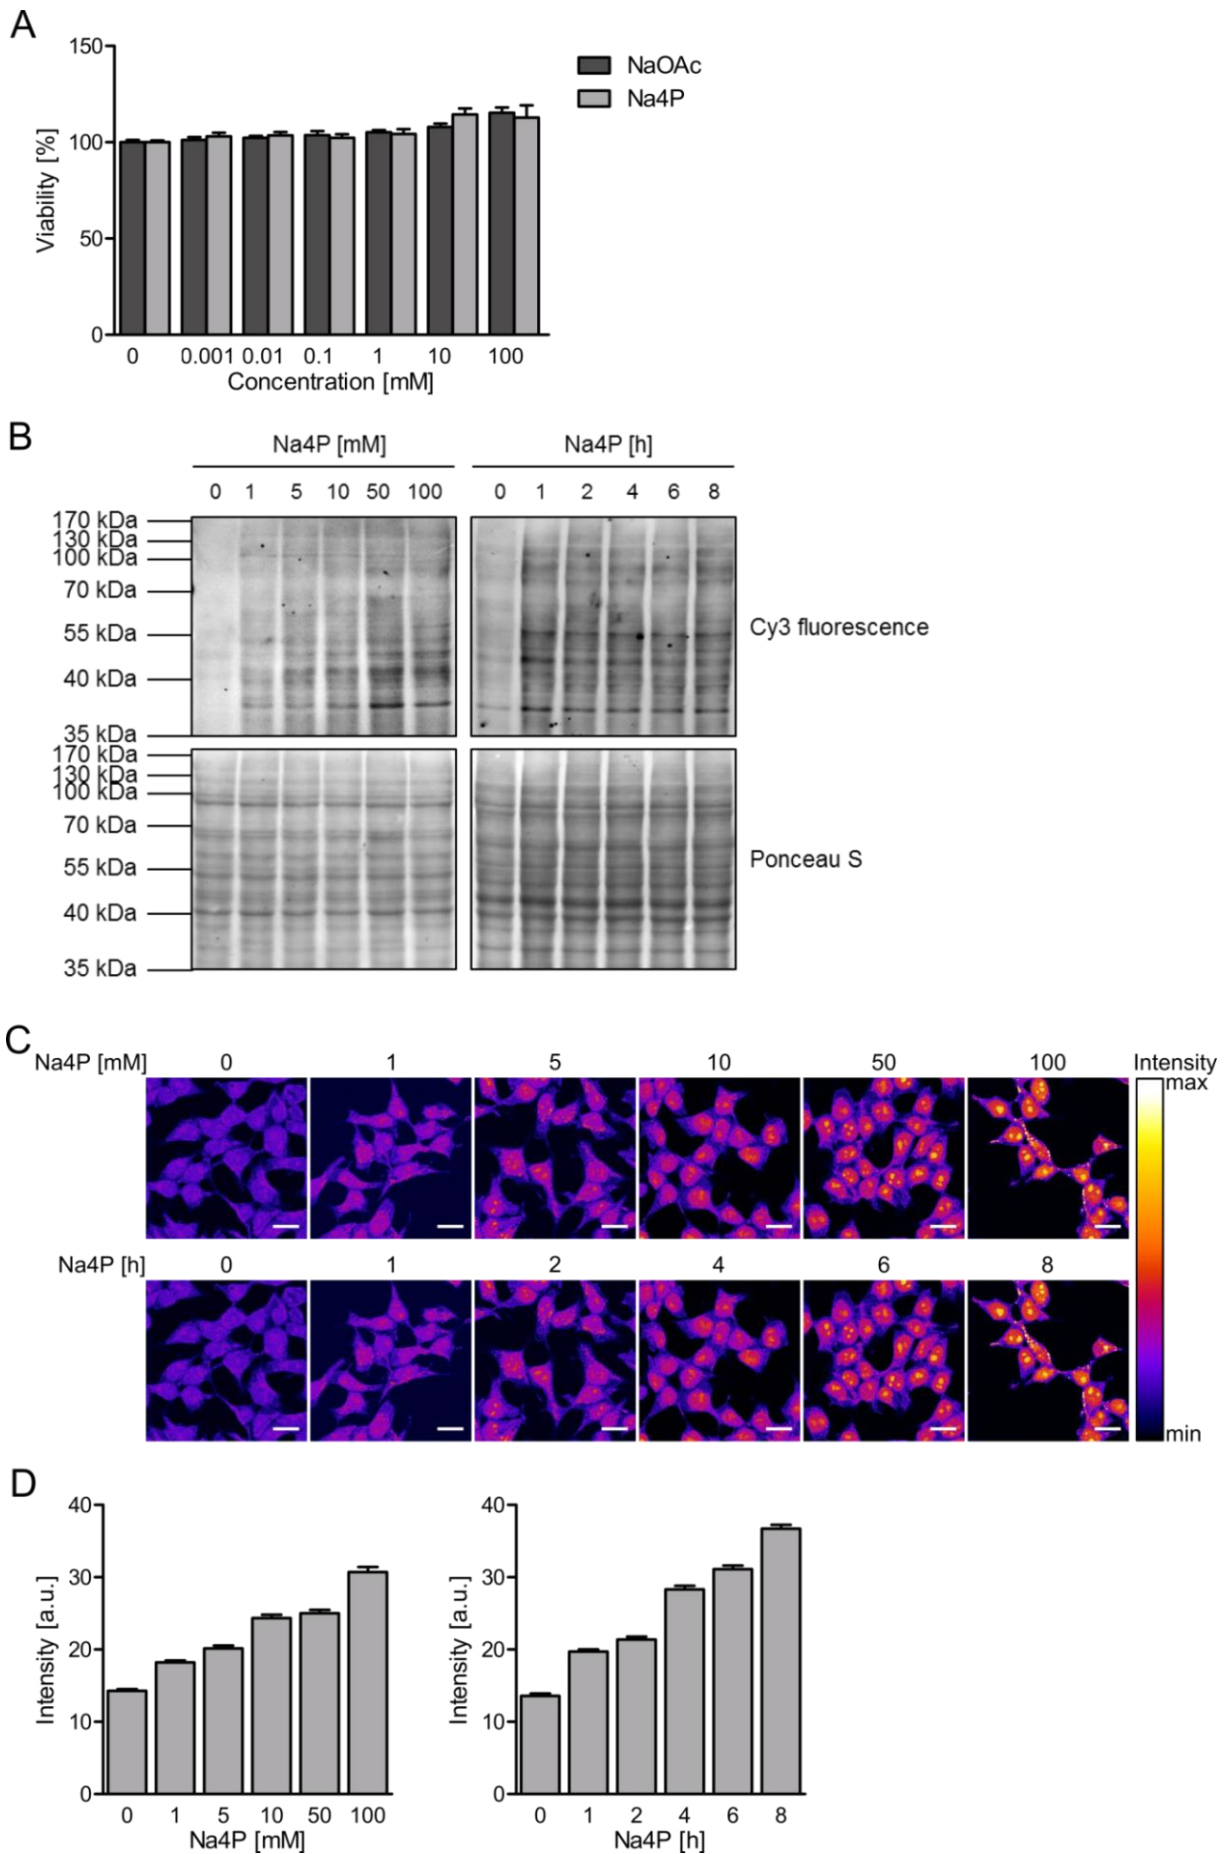 A
150
100
50
0
Viability [%]
NaOAc
Na4P
0 0.001 0.01 0.1 1 10 100
Concentration [mM]
B
Na4P [mM] Na4P [h]
0 1 5 10 50 100 0 1 2 4 6 8
170 kDa
130 kDa
100 kDa
70 kDa
55 kDa
40 kDa
35 kDa
Cy3 fluorescence
170 kDa
130 kDa
100 kDa
70 kDa
55 kDa
40 kDa
35 kDa
Ponceau S
C
Na4P [mM] 0 1 5 10 50 100 Intensity
max
Na4P [h] 0 1 2 4 6 8
min
D
40
30
20
10
0
Intensity [a.u.]
0 1 5 10 50 100
Na4P [mM]
40
30
20
10
0
Intensity [a.u.]
0 1 2 4 6 8
Na4P [h]